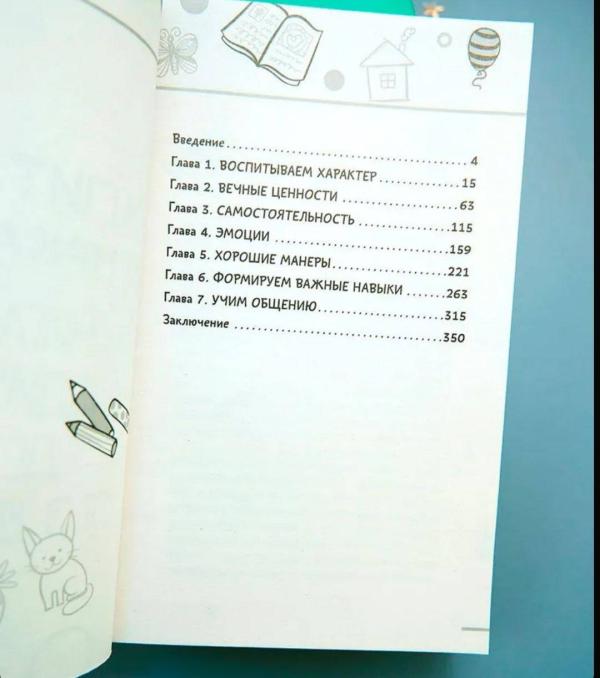 Введение 4
Глава 1. ВОСПИТЫВАЕМ ХАРАКТЕР 15
Глава 2. ВЕЧНЫЕ ЦЕННОСТИ 63
Глава 3. САМОСТОЯТЕЛЬНОСТЬ 115
Глава 4. ЭМОЦИИ 159
Глава 5. ХОРОШИЕ МАНЕРЫ 221
Глава 6. ФОРМИРУЕМ ВАЖНЫЕ НАВЫКИ 263
Глава 7. УЧИМ ОБЩЕНИЮ 315
Заключение 350